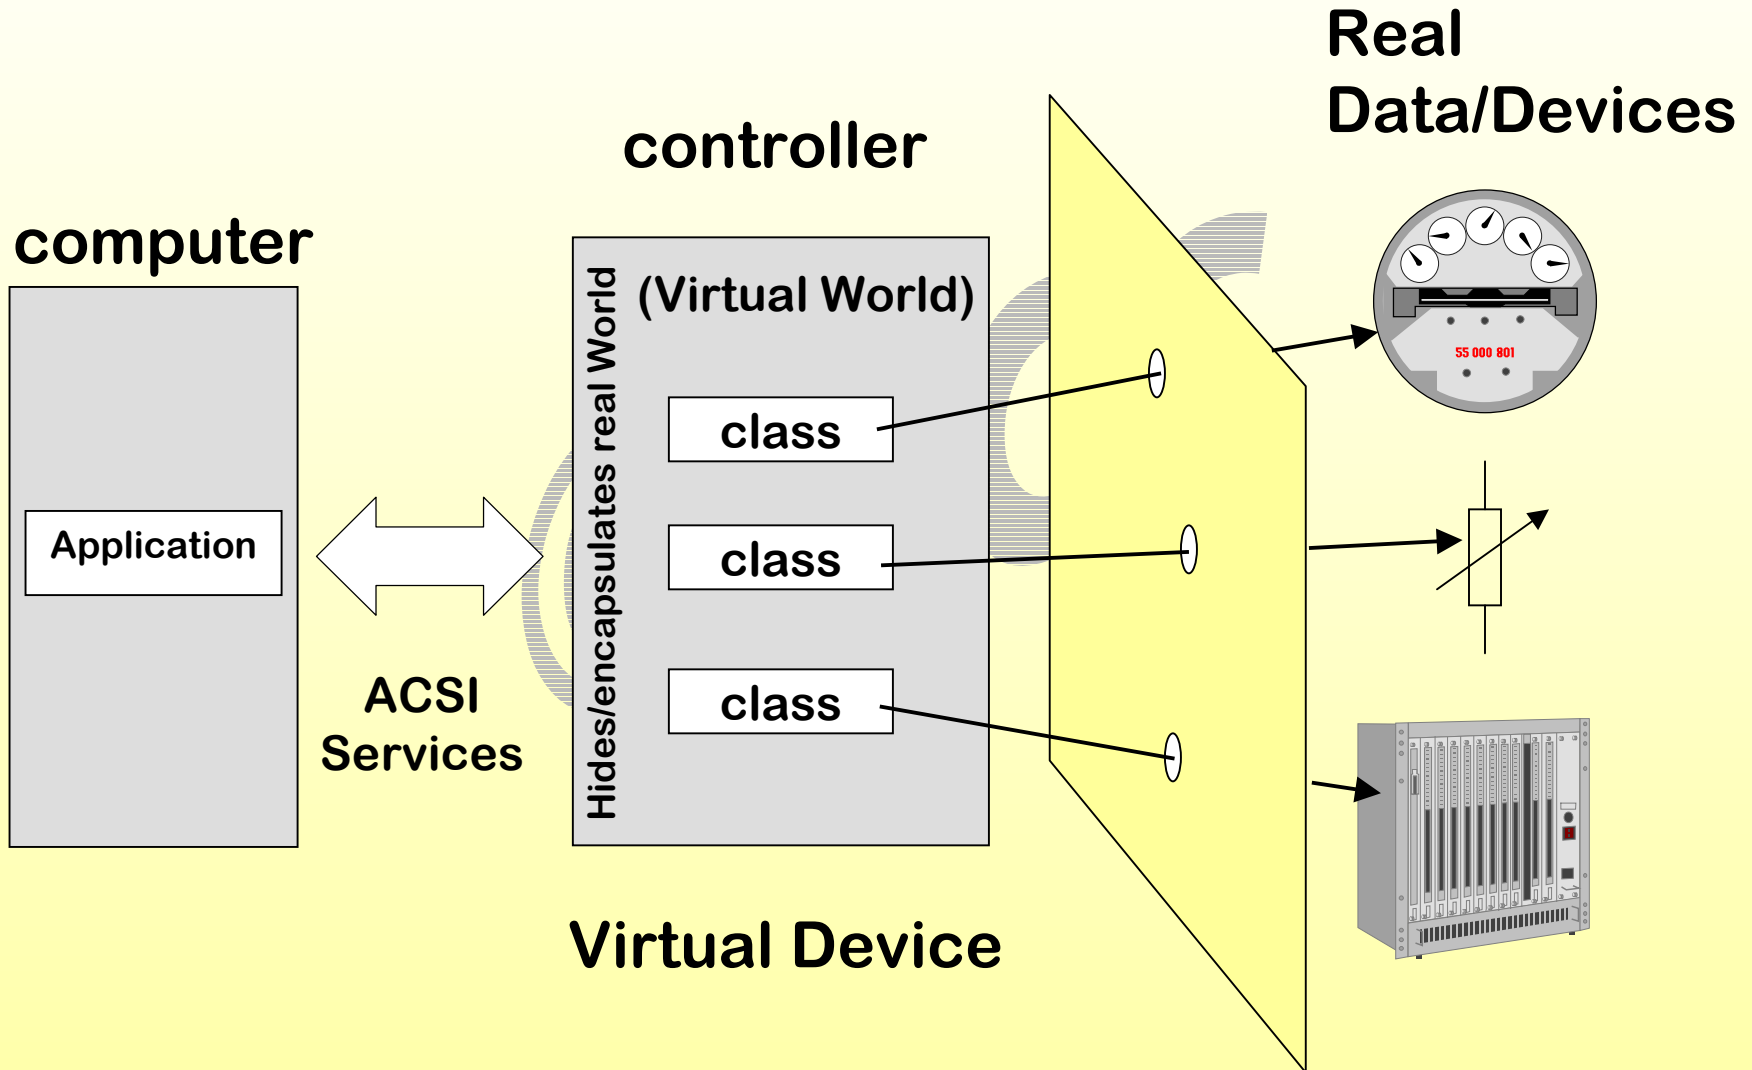 Real
Data/Devices
controller
computer
(Virtual World)
Hides/encapsulates real World
class
class
class
Application
ACSI
Services
55 000 801
Virtual Device